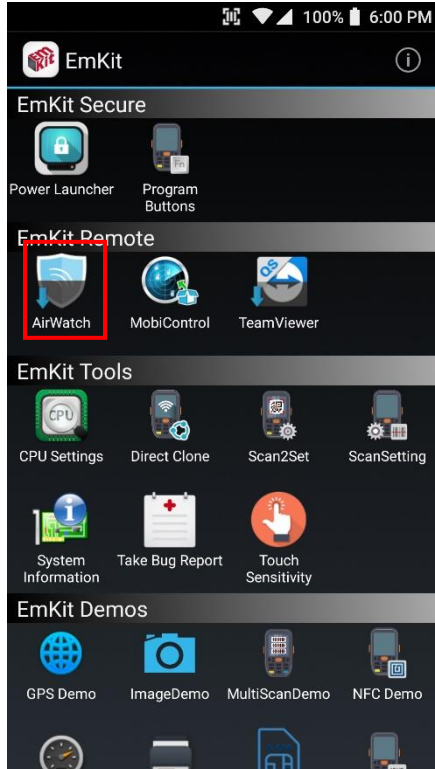 100% 6:00 PM
EmKit
EmKit Secure
Power Launcher
Program
Buttons
Fn
EmKit Remote
QS
AirWatch MobiControl TeamViewer
EmKit Tools
CPU
CPU Settings Direct Clone Scan2Set ScanSetting
System
Information
Take Bug Report
Touch
Sensitivity
EmKit Demos
GPS Demo ImageDemo MultiScanDemo NFC Demo